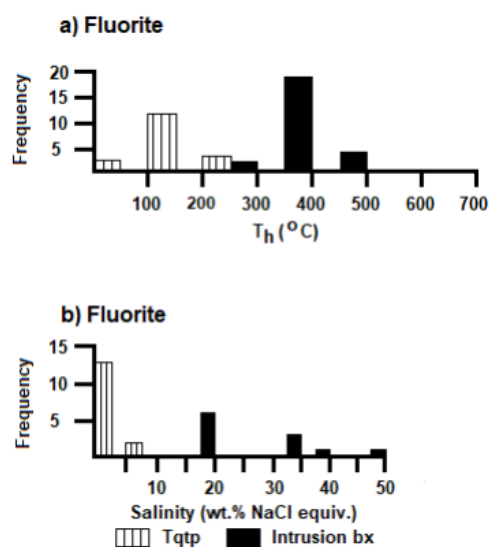 a) Fluorite
Frequency
20
15
10
5
100 200 300 400 500 600 700
Th (°C)
b) Fluorite
Frequency
15
10
5
10 20 30 40 50
Salinity (wt.% NaCl equiv.)
Tqtp Intrusion bx